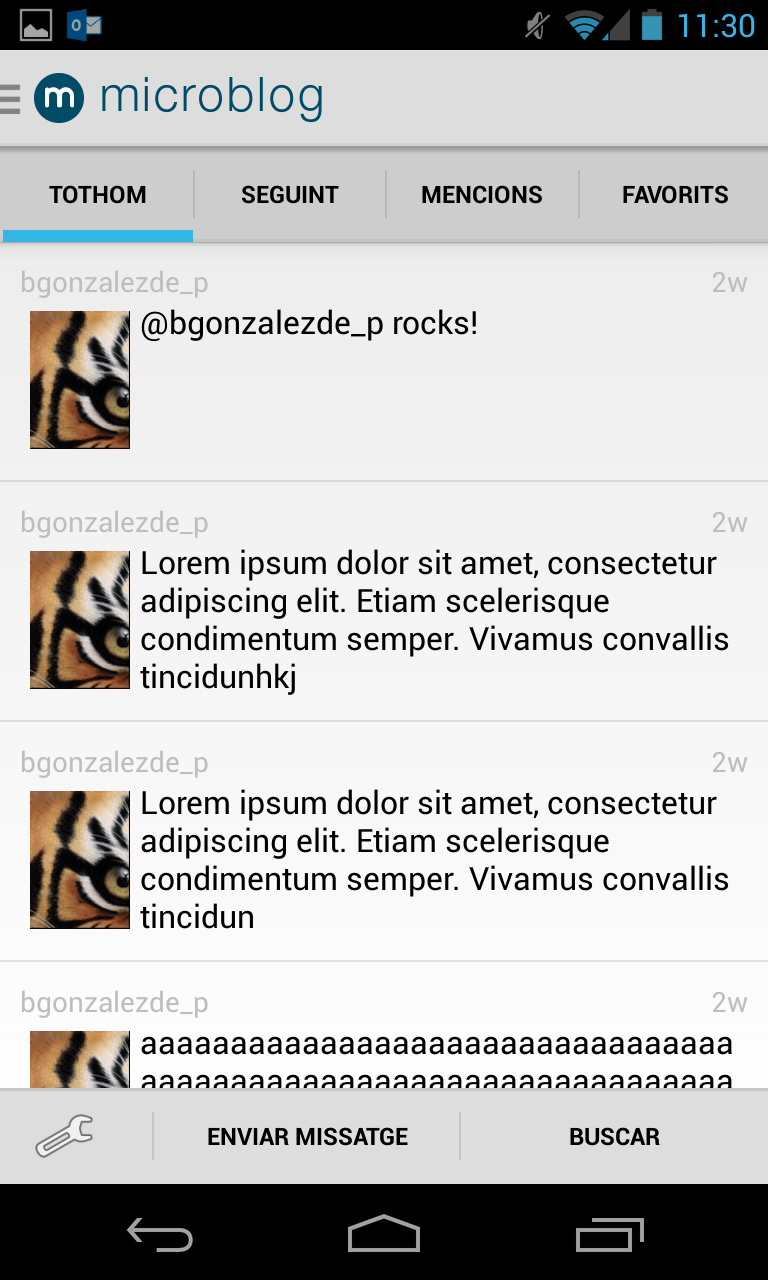 11:30
m microblog
TOTHOM SEGUINT MENCIONS FAVORITS
bgonzalezde_p 2w
@bgonzalezde_p rocks!
bgonzalezde_p 2w
Lorem ipsum dolor sit amet, consectetur
adipiscing elit. Etiam scelerisque
condimentum semper. Vivamus convallis
tincidunhkj
bgonzalezde_p 2w
Lorem ipsum dolor sit amet, consectetur
adipiscing elit. Etiam scelerisque
condimentum semper. Vivamus convallis
tincidun
bgonzalezde_p 2w
aaaaaaaaaaaaaaaaaaaaaaaaaaaaaaaaa
aaaaaaaaaaaaaaaaaaaaaaaaaaaaaaaaa
ENVIAR MISSATGE BUSCAR